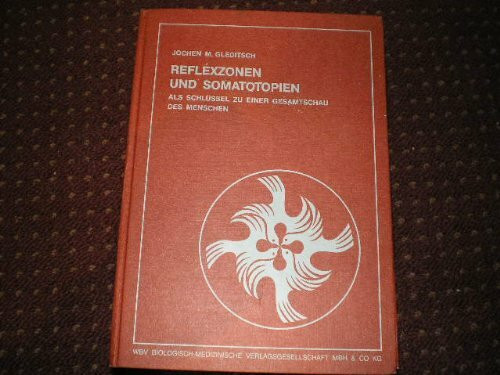 JOCHEN M. GLEDITSCH
REFLEXZONEN
UND SOMATOTOPIEN
ALS SCHLÜSSEL ZU EINER GESAMTSCHAU
DES MENSCHEN
WBV BIOLOGISCH-MEDIZINISCHE VERLAGSGESELLSCHAFT MBH & CO KG